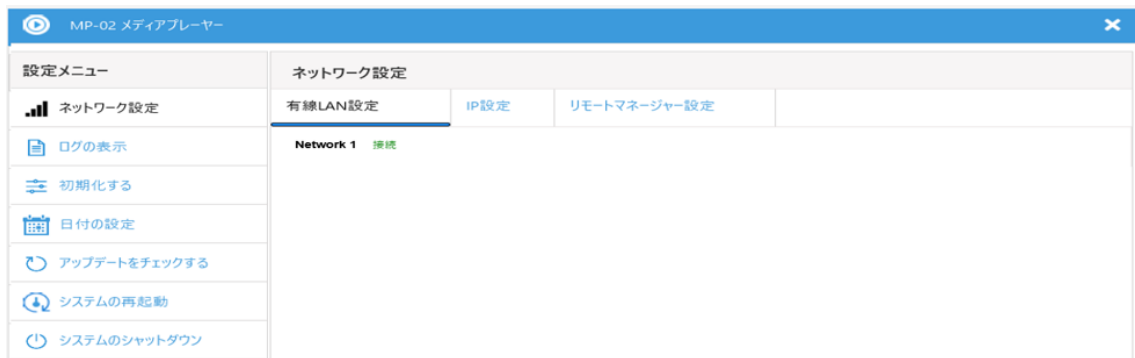 MP-02 メディアプレーヤー
設定メニュー
ネットワーク設定
ログの表示
初期化する
日付の設定
アップデートをチェックする
システムの再起動
システムのシャットダウン
ネットワーク設定
有線LAN設定
IP設定
リモートマネージャー設定
Network 1 接続